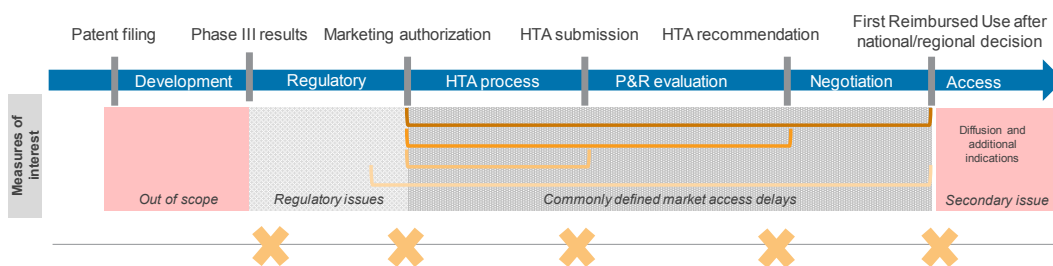 First Reimbursed Use after
Patent filing Phase III results Marketing authorization HTA submission HTA recommendation national/regional decision
Development Regulatory HTA process P&R evaluation Negotiation Access
Measures of
interest
Diffusion and
additional
indications
Out of scope Regulatory issues Commonly defined market access delays Secondary issue